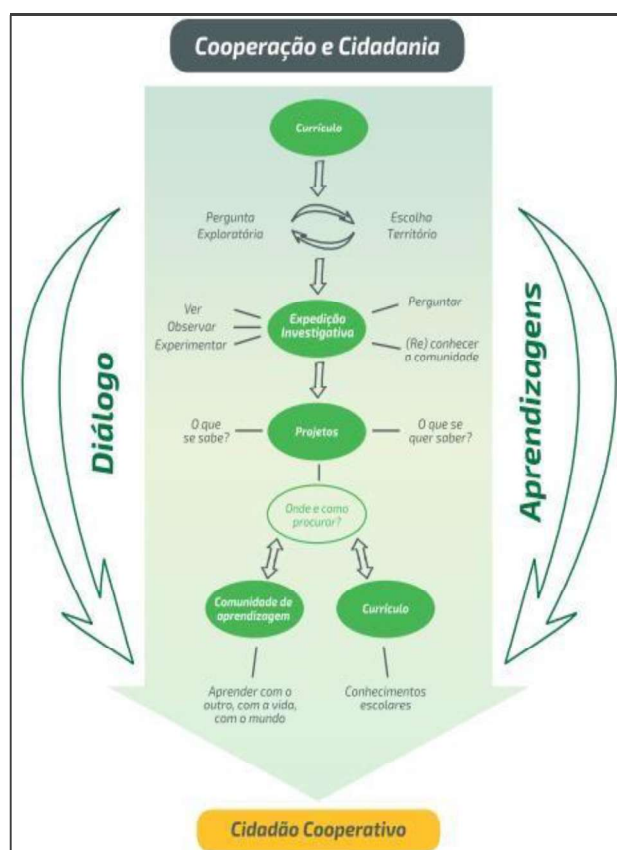 Cooperação e Cidadania
Currículo
Pergunta
Exploratória
Escolha
Território
Ver
Observar
Experimentar
Expedição
Investigativa
Perguntar
(Re) conhecer
a comunidade
Diálogo
Aprendizagens
O que
se sabe?
Projetos
O que se
quer saber?
Onde e como
procurar?
Comunidade de
aprendizagem
Currículo
Aprender com o
outro, com a vida,
com o mundo
Conhecimentos
escolares
Cidadão Cooperativo